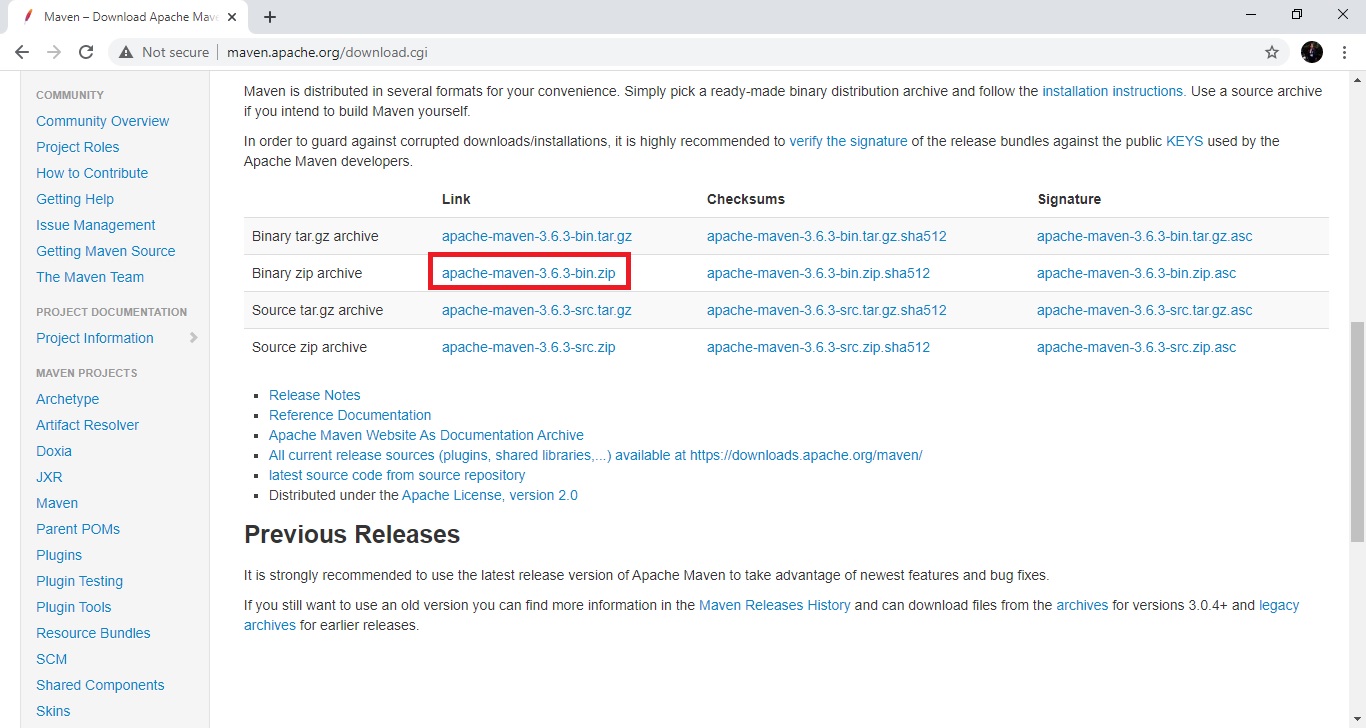 Maven – Download Apache Mave
Not secure
maven.apache.org/download.cgi
COMMUNITY
Community Overview
Project Roles
How to Contribute
Getting Help
Issue Management
Getting Maven Source
The Maven Team
PROJECT DOCUMENTATION
Project Information
MAVEN PROJECTS
Archetype
Artifact Resolver
Doxia
JXR
Maven
Parent POMs
Plugins
Plugin Testing
Plugin Tools
Resource Bundles
SCM
Shared Components
Skins
Maven is distributed in several formats for your convenience. Simply pick a ready-made binary distribution archive and follow the installation instructions. Use a source archive
if you intend to build Maven yourself.
In order to guard against corrupted downloads/installations, it is highly recommended to verify the signature of the release bundles against the public KEYS used by the
Apache Maven developers.
Link Checksums Signature
Binary tar.gz archive apache-maven-3.6.3-bin.tar.gz apache-maven-3.6.3-bin.tar.gz.sha512 apache-maven-3.6.3-bin.tar.gz.asc
Binary zip archive apache-maven-3.6.3-bin.zip apache-maven-3.6.3-bin.zip.sha512 apache-maven-3.6.3-bin.zip.asc
Source tar.gz archive apache-maven-3.6.3-src.tar.gz apache-maven-3.6.3-src.tar.gz.sha512 apache-maven-3.6.3-src.tar.gz.asc
Source zip archive apache-maven-3.6.3-src.zip apache-maven-3.6.3-src.zip.sha512 apache-maven-3.6.3-src.zip.asc
Release Notes
Reference Documentation
Apache Maven Website As Documentation Archive
All current release sources (plugins, shared libraries,...) available at https://downloads.apache.org/maven/
latest source code from source repository
Distributed under the Apache License, version 2.0
Previous Releases
It is strongly recommended to use the latest release version of Apache Maven to take advantage of newest features and bug fixes.
If you still want to use an old version you can find more information in the Maven Releases History and can download files from the archives for versions 3.0.4+ and legacy
archives for earlier releases.